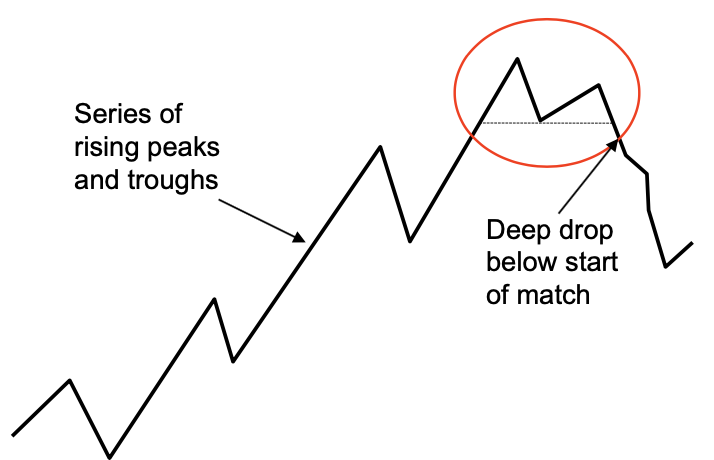 Series of
rising peaks
and troughs
Deep drop
below start
of match